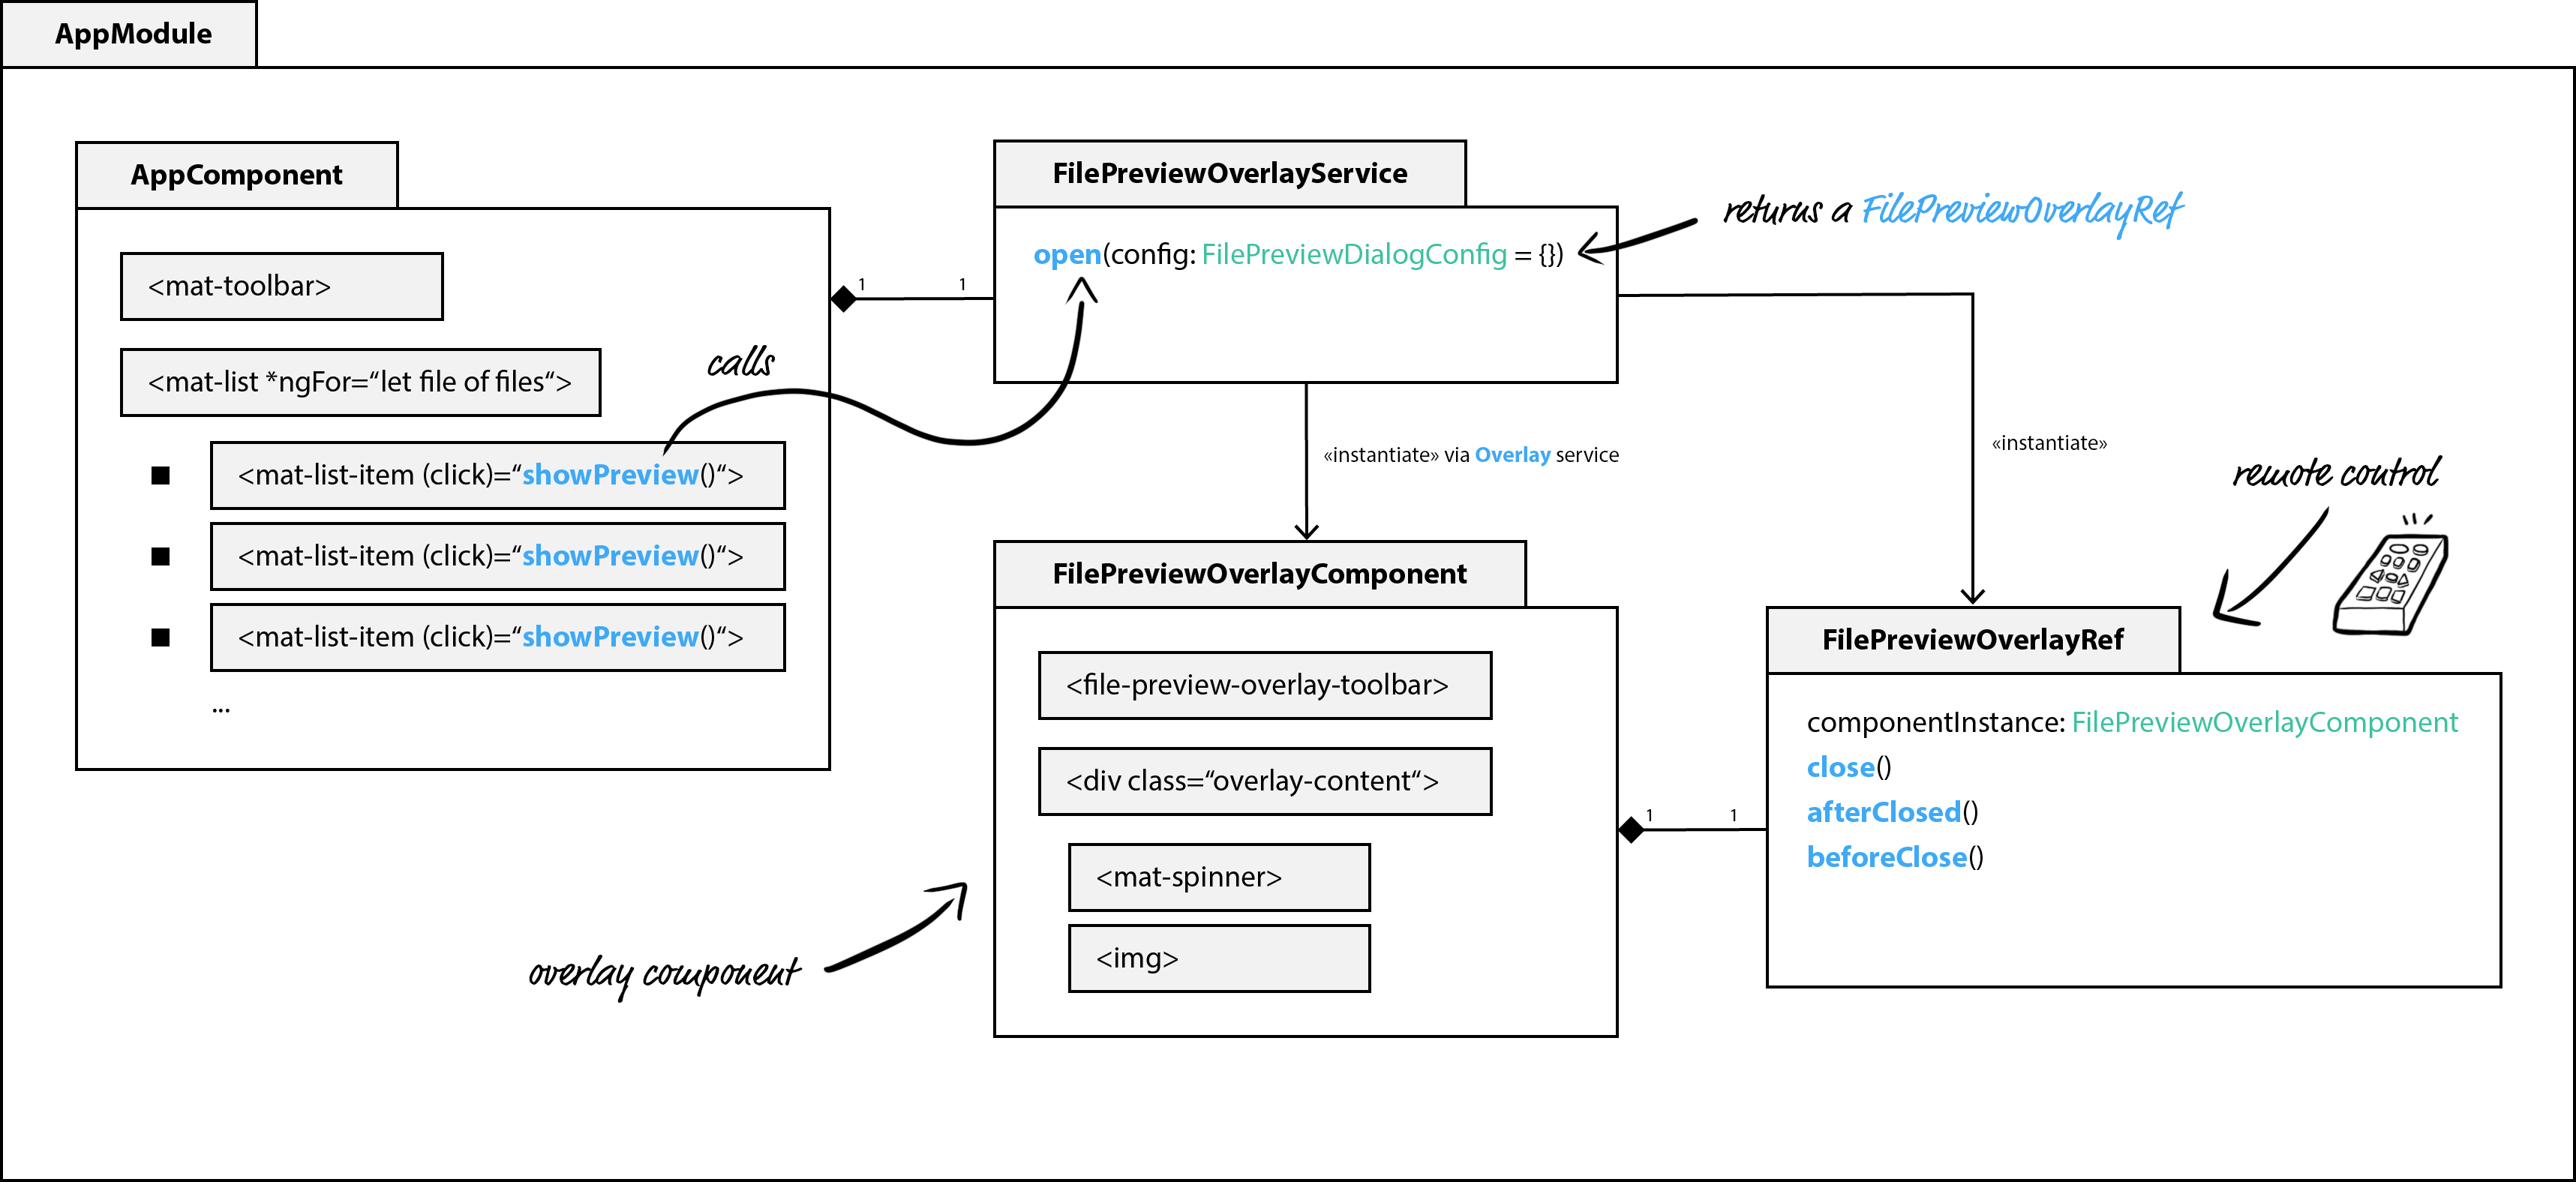 AppModule
AppComponent
<mat-toolbar>
<mat-list *ngFor=“let file of files“>
calls
<mat-list-item (click)=“showPreview()“>
<mat-list-item (click)=“showPreview()“>
<mat-list-item (click)=“showPreview()“>
...
1 1
FilePreviewOverlayService
open(config: FilePreviewDialogConfig = {})
returns a FilePreviewOverlayRef
«instantiate» via Overlay service
«instantiate»
remote control
FilePreviewOverlayComponent
<file-preview-overlay-toolbar>
<div class=“overlay-content“>
<mat-spinner>
<img>
overlay component
1 1
FilePreviewOverlayRef
componentInstance: FilePreviewOverlayComponent
close()
afterClosed()
beforeClose()